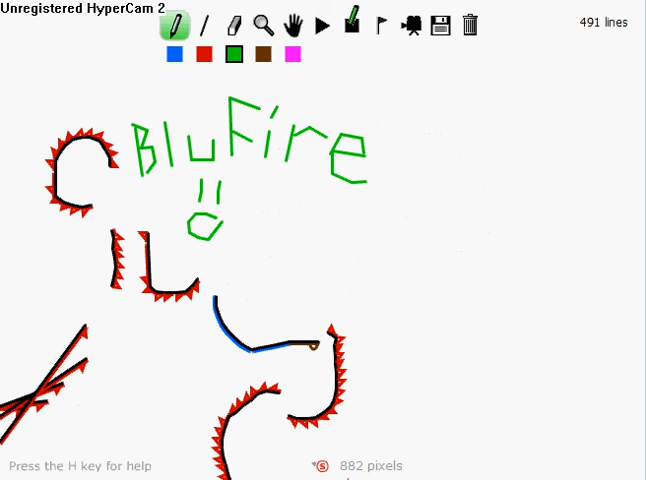 Unregistered HyperCam 2
491 lines
BluFire
Press the H key for help
882 pixels